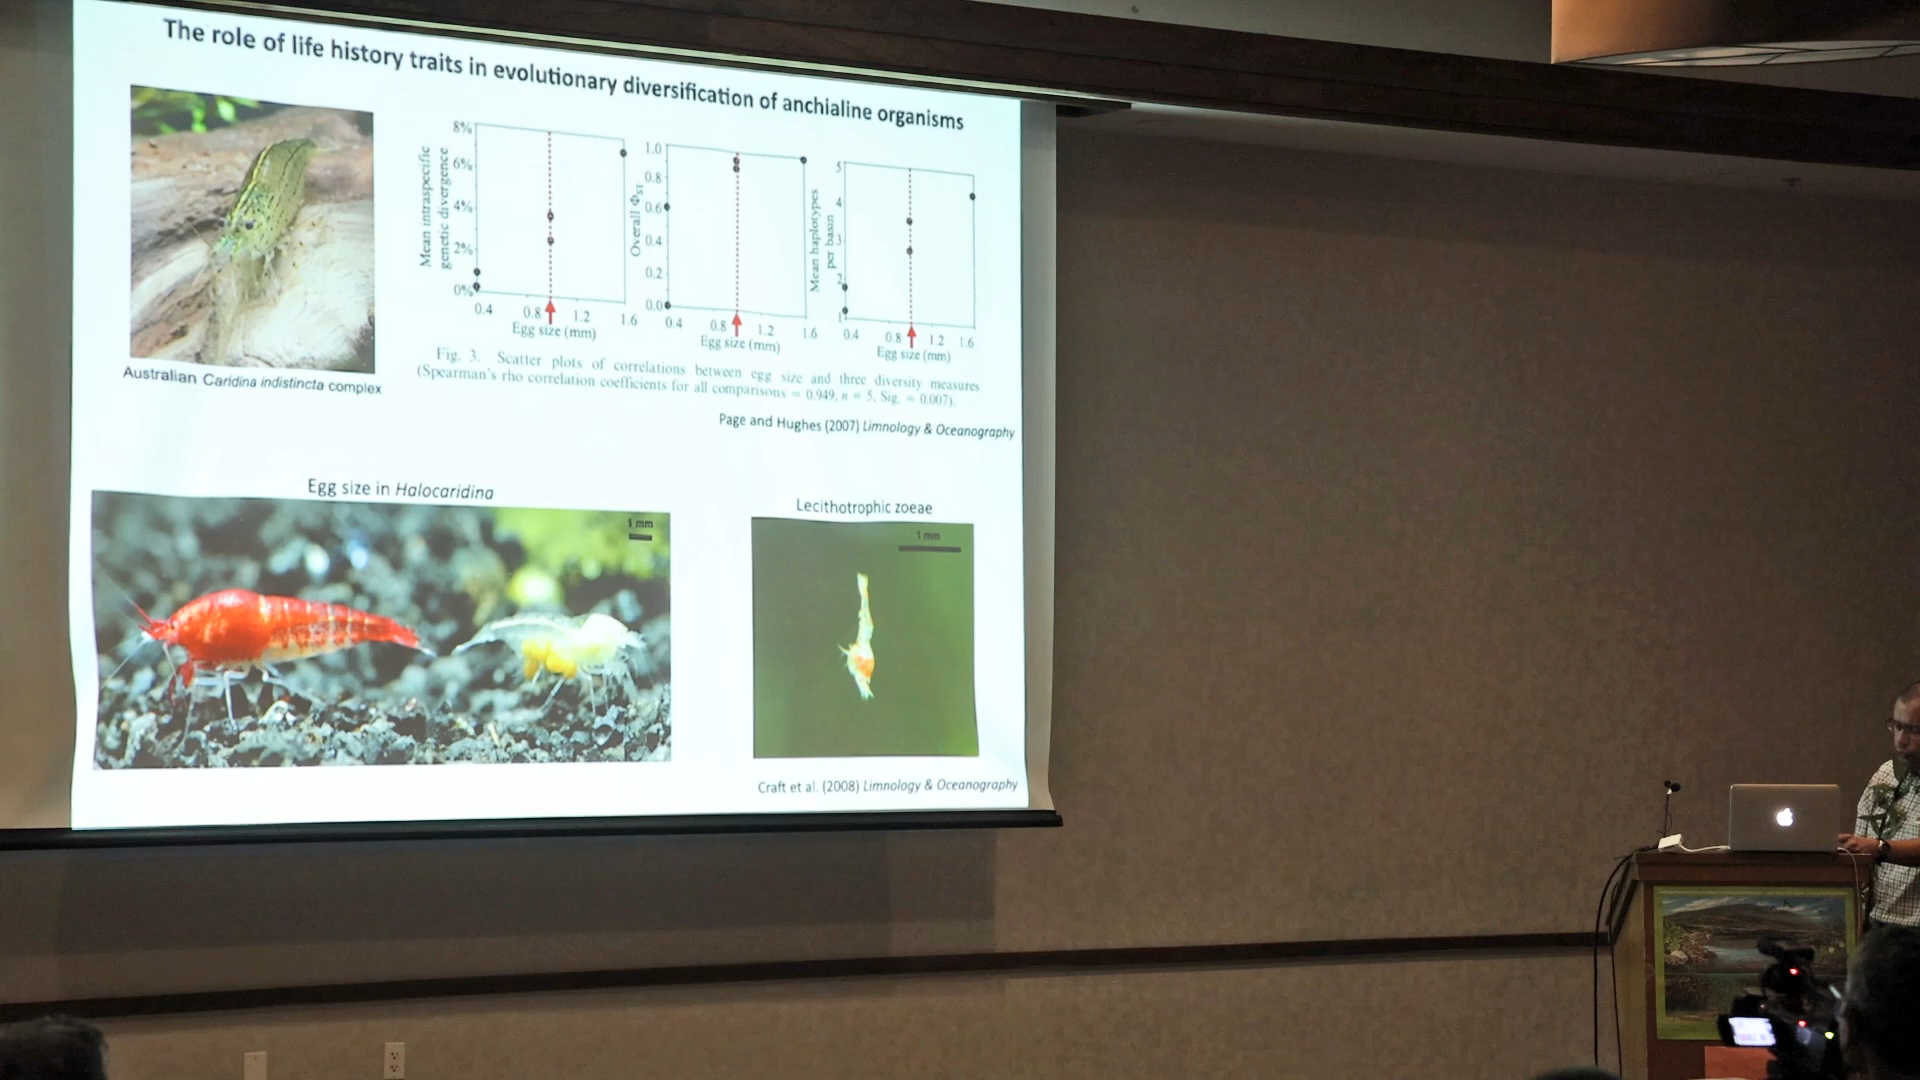 The role of life history traits in evolutionary diversification of anchialine organisms
Mean intraspecific
genetic divergence
8%
6%
4%
2%
0%
0.4 0.8 1.2 1.6
Egg size (mm)
Overall Φ_ST
1.0
0.8
0.6
0.4
0.2
0.0
0.4 0.8 1.2 1.6
Egg size (mm)
Mean haplotypes
per basin
5
4
3
2
1
0.4 0.8 1.2 1.6
Egg size (mm)
Fig. 3. Scatter plots of correlations between egg size and three diversity measures
(Spearman's rho correlation coefficients for all comparisons = 0.949, n = 5, Sig. = 0.007).
Australian Caridina indistincta complex
Page and Hughes (2007) Limnology & Oceanography
Egg size in Halocaridina
1 mm
Lecithotrophic zoeae
1 mm
Craft et al. (2008) Limnology & Oceanography